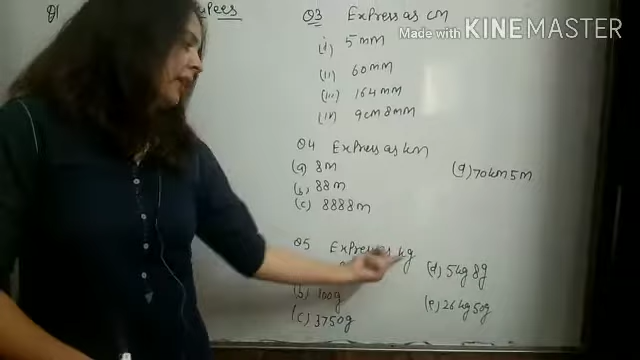 Q1
Q3 Express as cm
Made with KINEMASTER
(i) 5mm
(ii) 60mm
(iii) 164mm
(iv) 9cm 8mm
Q4 Express as km
(a) 8m
(d) 70km 5m
(b) 88m
(c) 8888m
Q5 Express as kg
(d) 5kg 8g
(b) 100g
(e) 26kg 50g
(c) 3750g